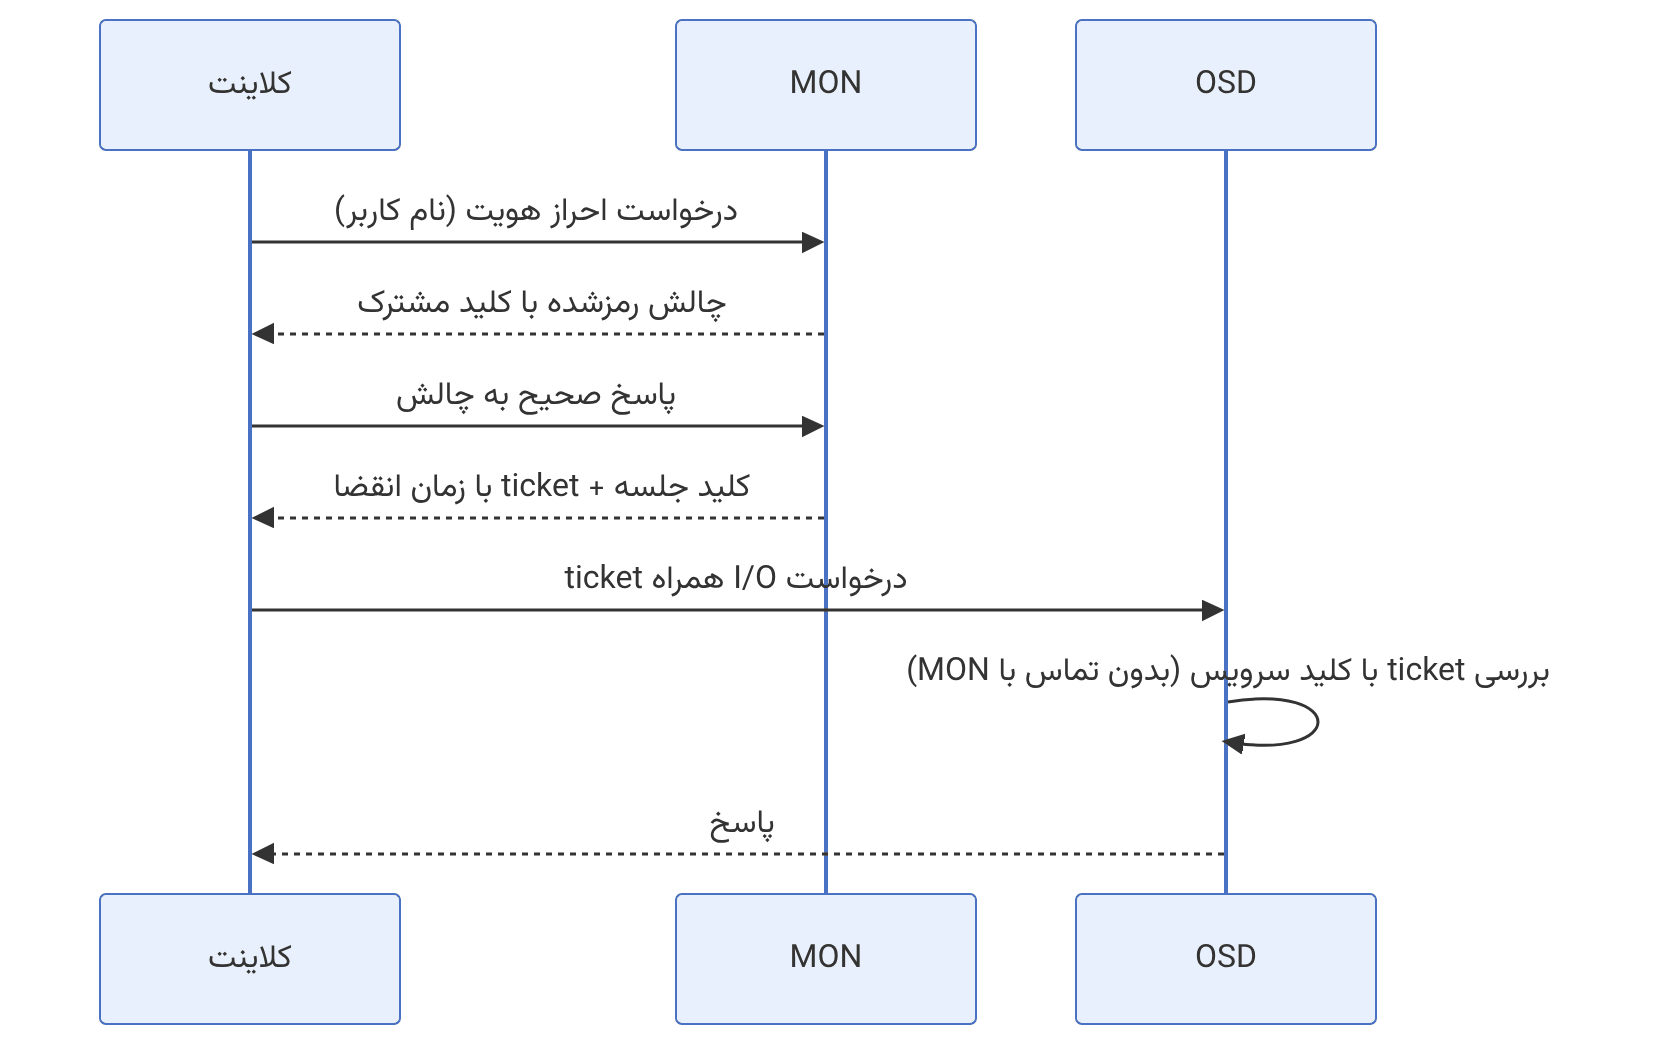 کلاینت
MON
OSD
درخواست احراز هویت (نام کاربر)
چالش رمزشده با کلید مشترک
پاسخ صحیح به چالش
کلید جلسه + ticket با زمان انقضا
درخواست I/O همراه ticket
بررسی ticket با کلید سرویس (بدون تماس با MON)
پاسخ
کلاینت
MON
OSD